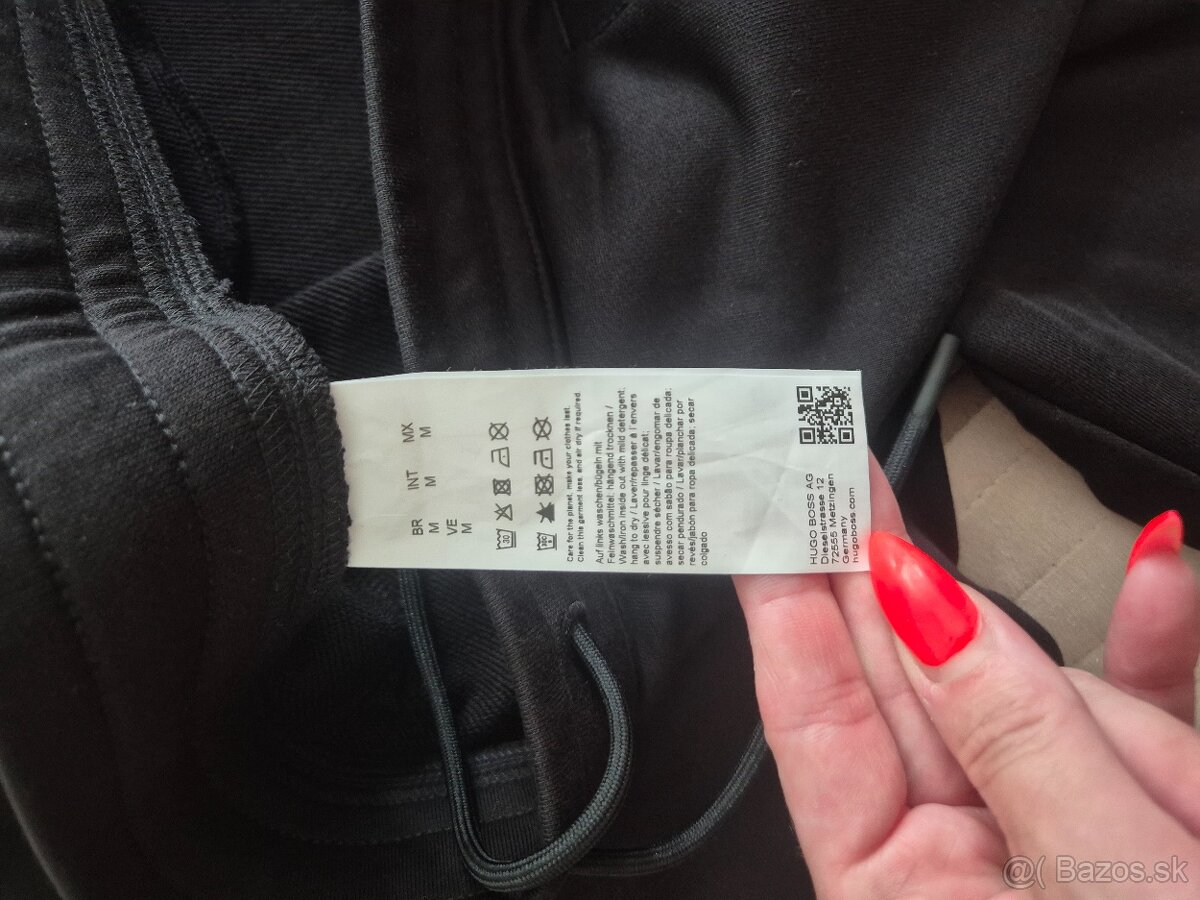 BR INT MX
M M M
VE
M
30
30
Care for the planet, make your clothes last.
Clean this garment less, and air dry if required.
Auf links waschen/bügeln mit
Feinwaschmittel; hängend trocknen /
Wash/iron inside out with mild detergent;
hang to dry / Laver/repasser à l'envers
avec lessive pour linge délicat;
suspendre sécher / Lavar/engomar de
avesso com sabão para roupa delicada;
secar pendurado / Lavar/planchar por
revés/jabón para ropa delicada; secar
colgado
HUGO BOSS AG
Dieselstrasse 12
72555 Metzingen
Germany
hugoboss.com
@( Bazos.sk